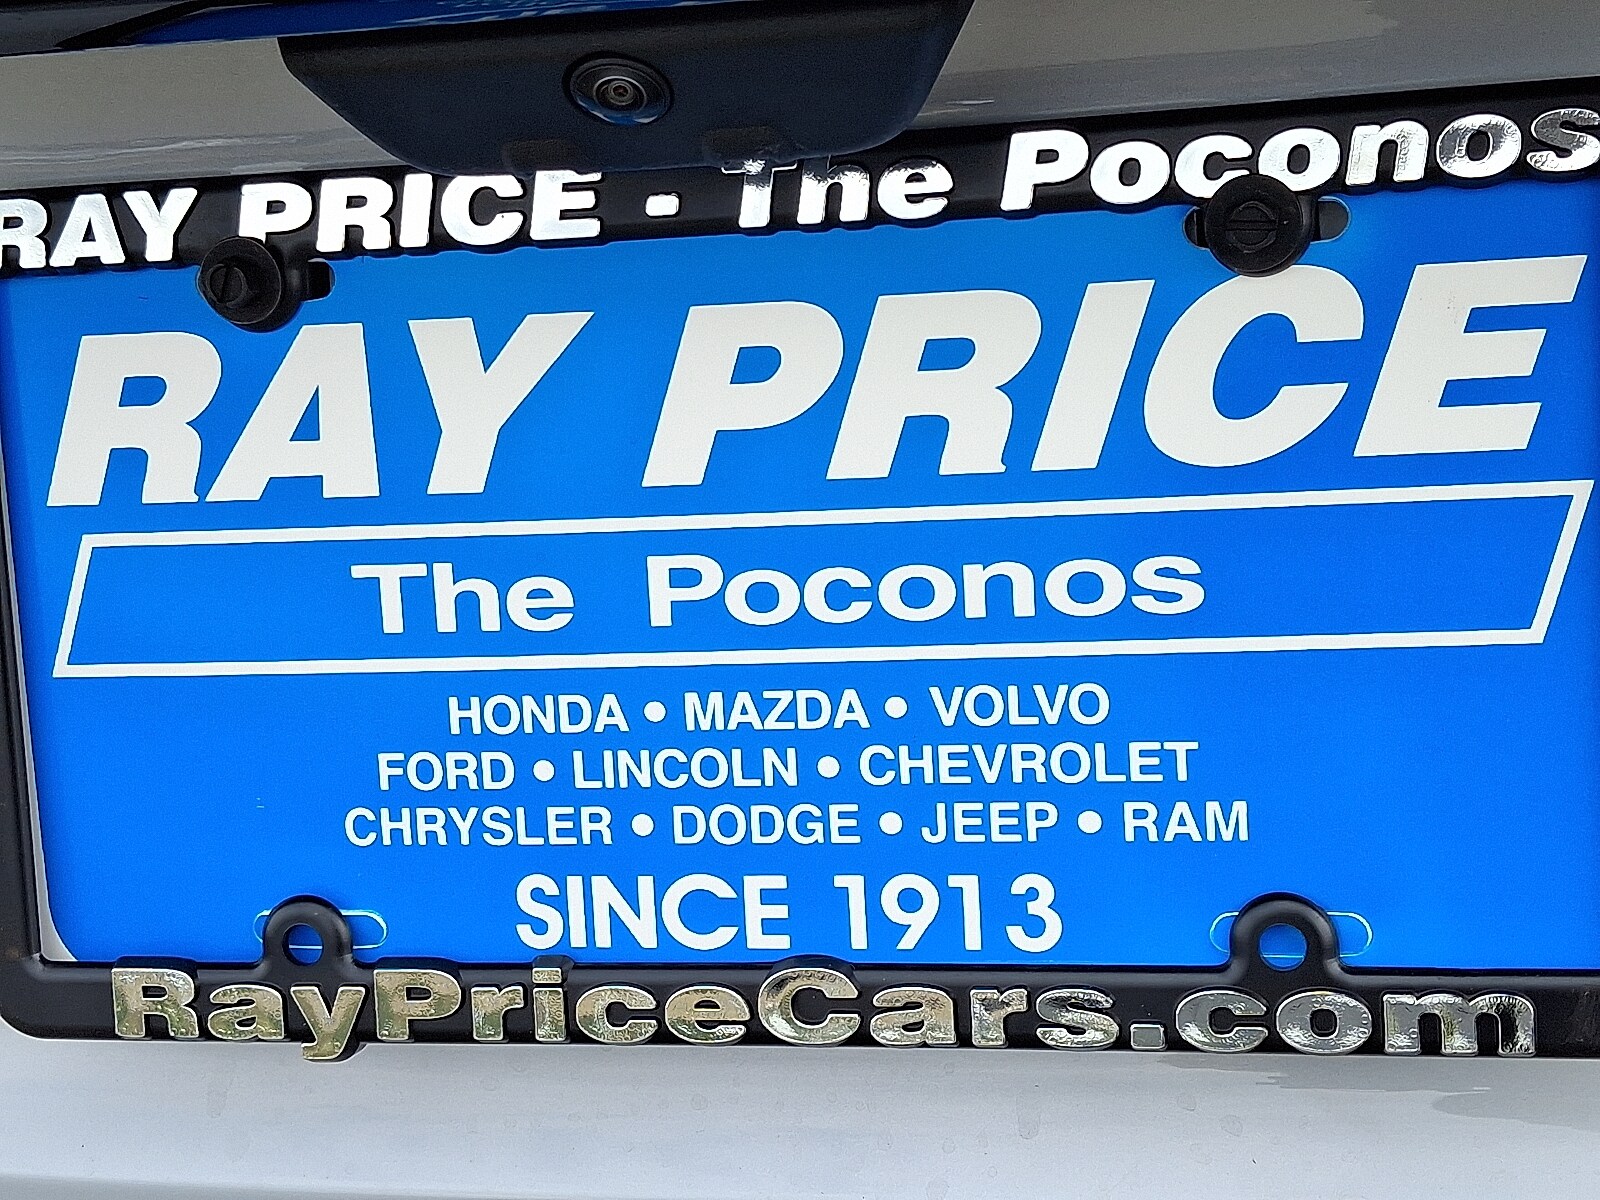 RAY PRICE - The Poconos
RAY PRICE
The Poconos
HONDA • MAZDA • VOLVO
FORD • LINCOLN • CHEVROLET
CHRYSLER • DODGE • JEEP • RAM
SINCE 1913
RayPriceCars.com